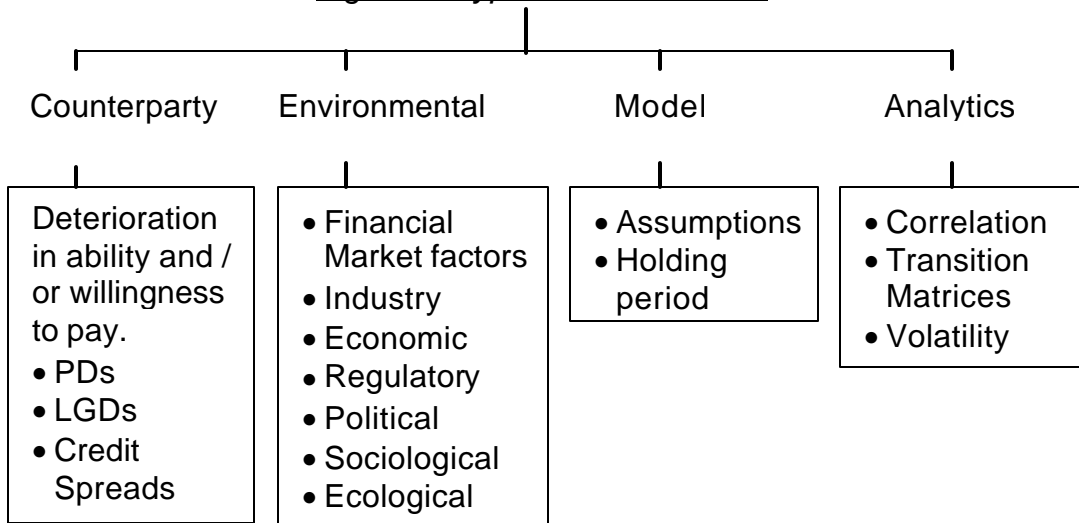 Counterparty
Environmental
Model
Analytics
Deterioration
in ability and /
or willingness
to pay.
• PDs
• LGDs
• Credit
Spreads
• Financial
Market factors
• Industry
• Economic
• Regulatory
• Political
• Sociological
• Ecological
• Assumptions
• Holding
period
• Correlation
• Transition
Matrices
• Volatility